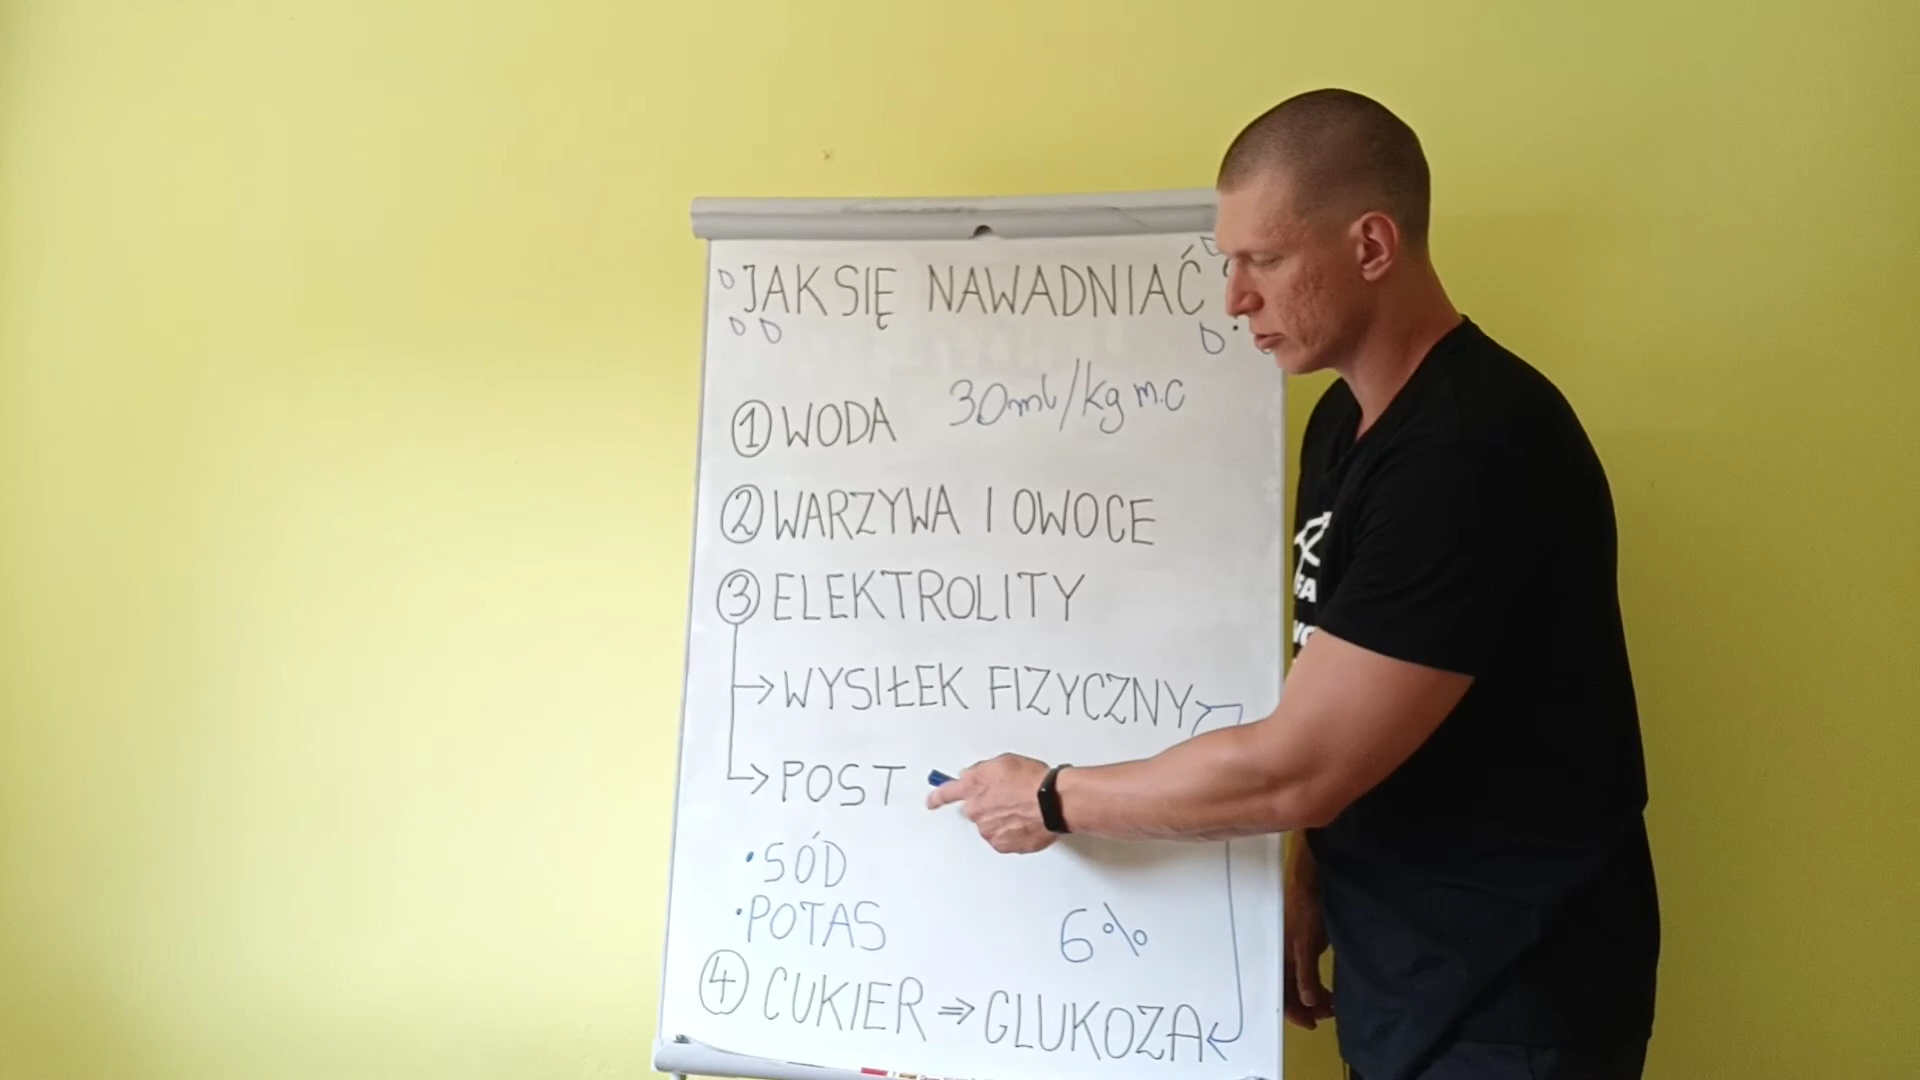 JAK SIĘ NAWADNIAĆ
① WODA 30ml/kg m.c
② WARZYWA I OWOCE
③ ELEKTROLITY
→ WYSIŁEK FIZYCZNY
→ POST
• SÓD
• POTAS
6%
④ CUKIER ⇒ GLUKOZA